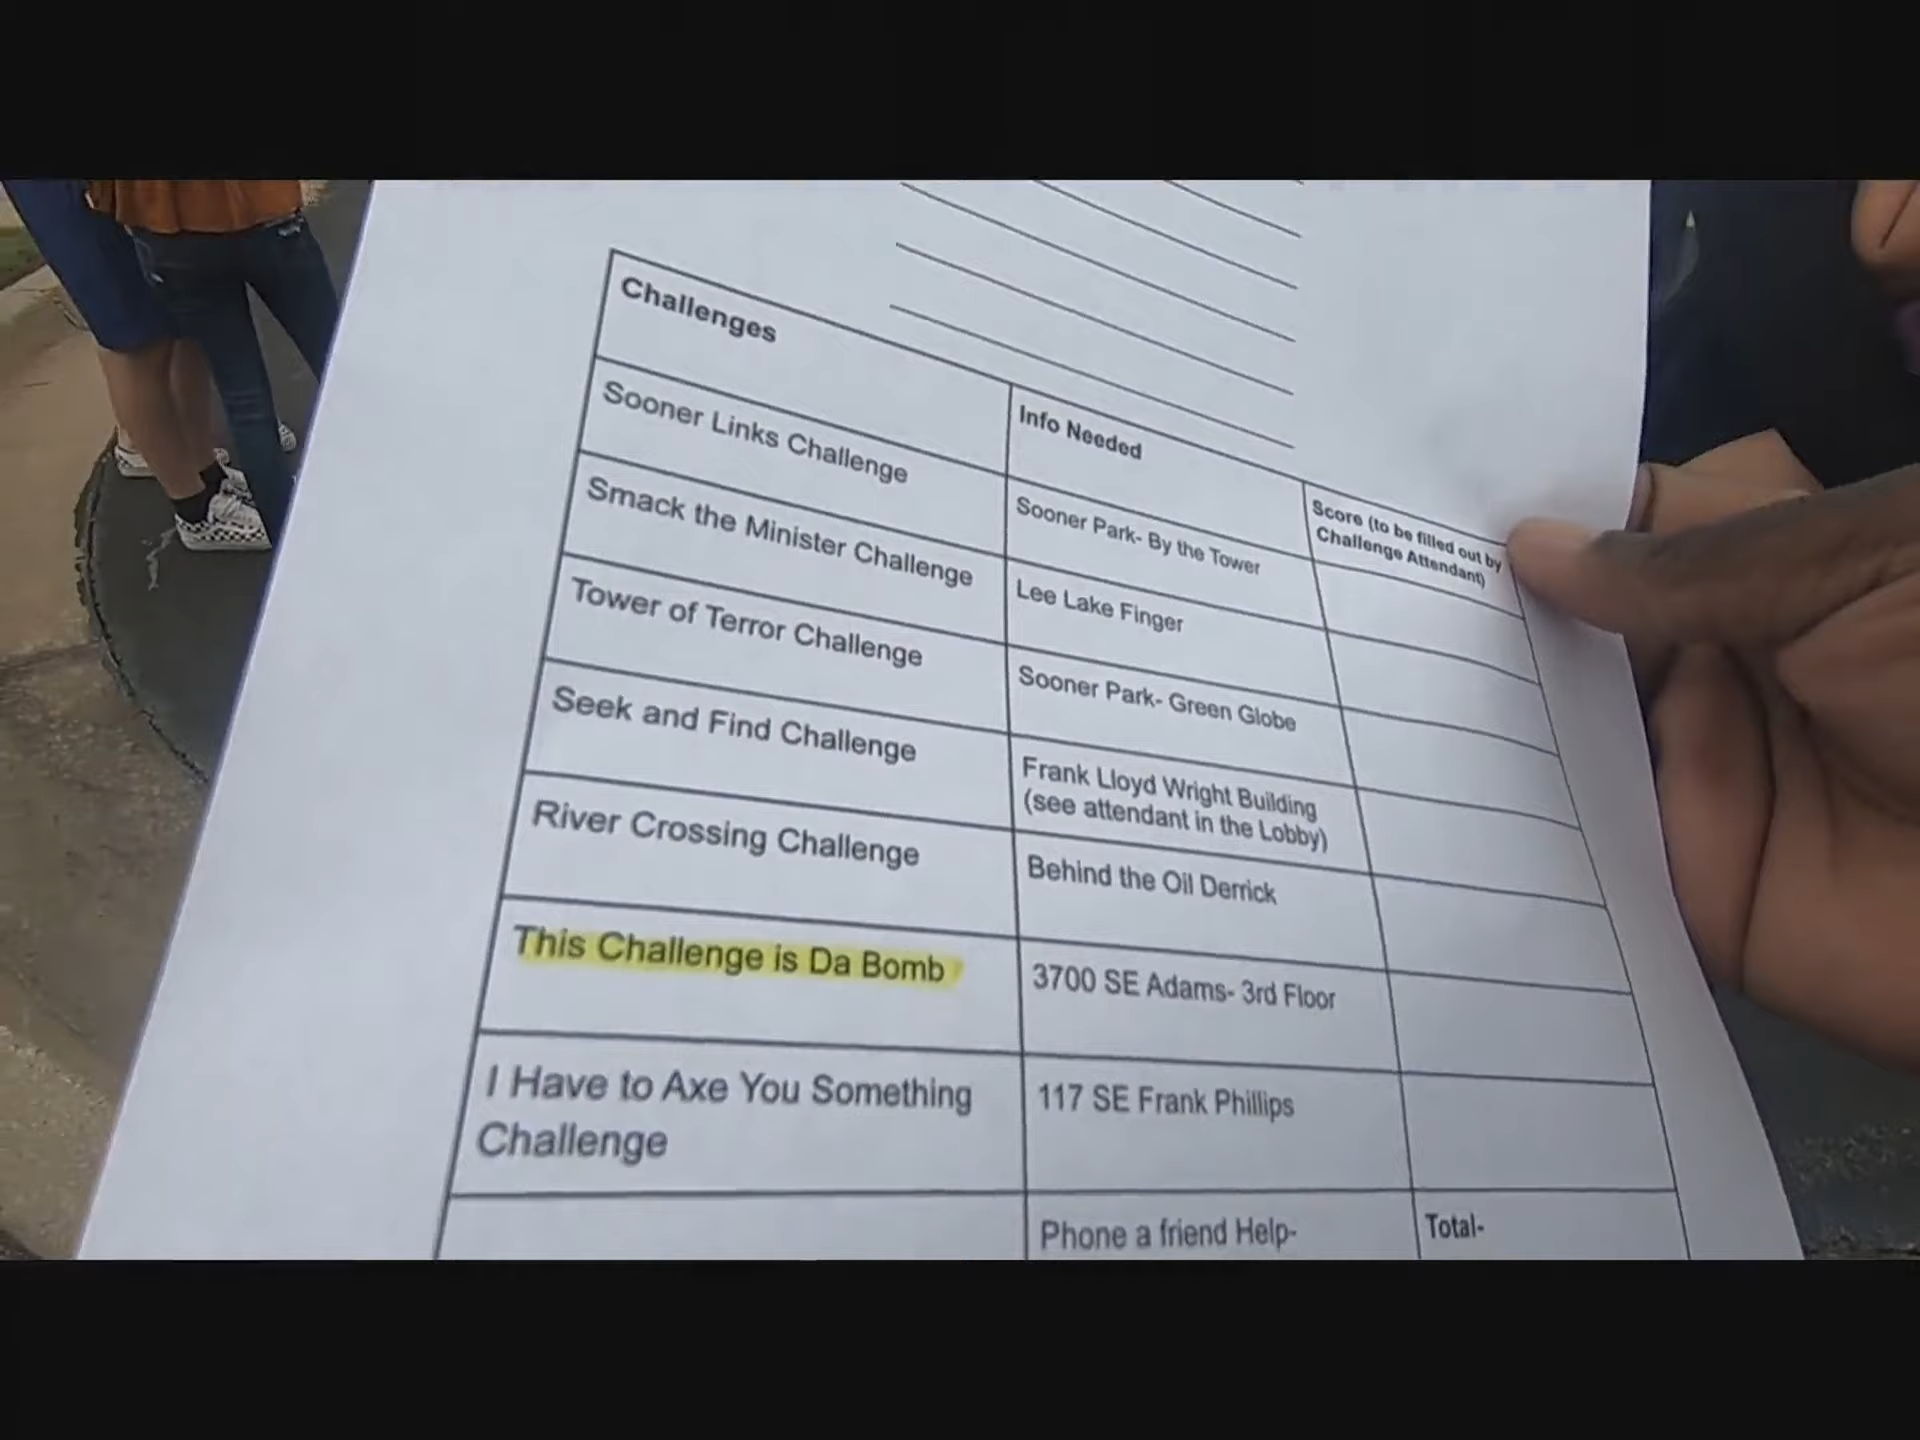 Challenges
Info Needed
Score (to be filled out by
Challenge Attendant)
Sooner Links Challenge
Sooner Park- By the Tower
Smack the Minister Challenge
Lee Lake Finger
Tower of Terror Challenge
Sooner Park- Green Globe
Seek and Find Challenge
Frank Lloyd Wright Building
(see attendant in the Lobby)
River Crossing Challenge
Behind the Oil Derrick
This Challenge is Da Bomb
3700 SE Adams- 3rd Floor
I Have to Axe You Something
Challenge
117 SE Frank Phillips
Phone a friend Help-
Total-